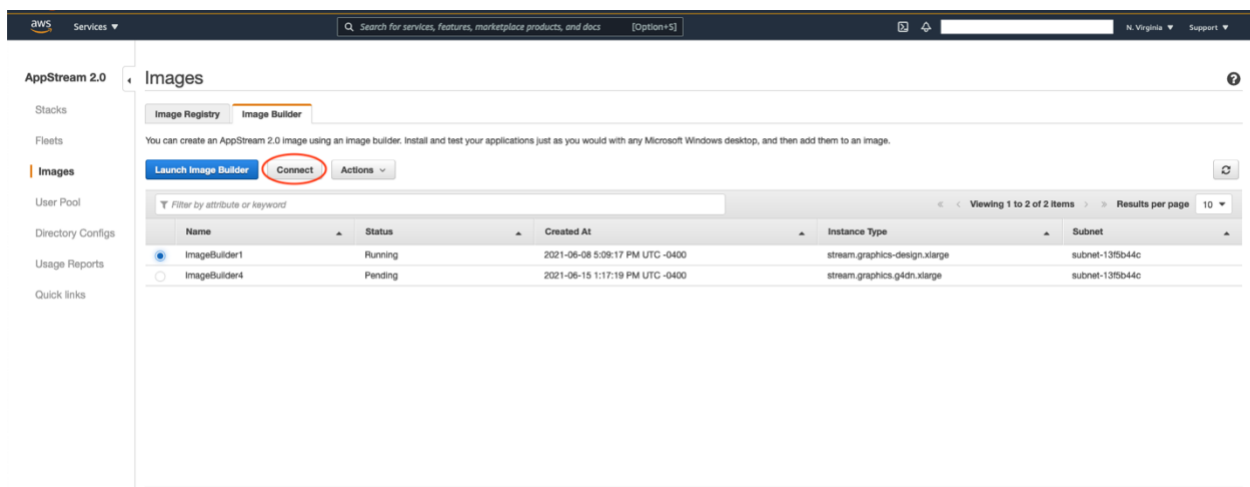 aws Services ▼ Search for services, features, marketplace products, and docs [Option+S] N. Virginia ▼ Support ▼
AppStream 2.0
Stacks
Fleets
Images
User Pool
Directory Configs
Usage Reports
Quick links
Images
Image Registry Image Builder
You can create an AppStream 2.0 image using an image builder. Install and test your applications just as you would with any Microsoft Windows desktop, and then add them to an image.
Launch Image Builder Connect Actions
Filter by attribute or keyword « < Viewing 1 to 2 of 2 Items > » Results per page 10
Name Status Created At Instance Type Subnet
ImageBuilder1 Running 2021-06-08 5:09:17 PM UTC -0400 stream.graphics-design.xlarge subnet-13f5b44c
ImageBuilder4 Pending 2021-06-15 1:17:19 PM UTC -0400 stream.graphics.g4dn.xlarge subnet-13f5b44c